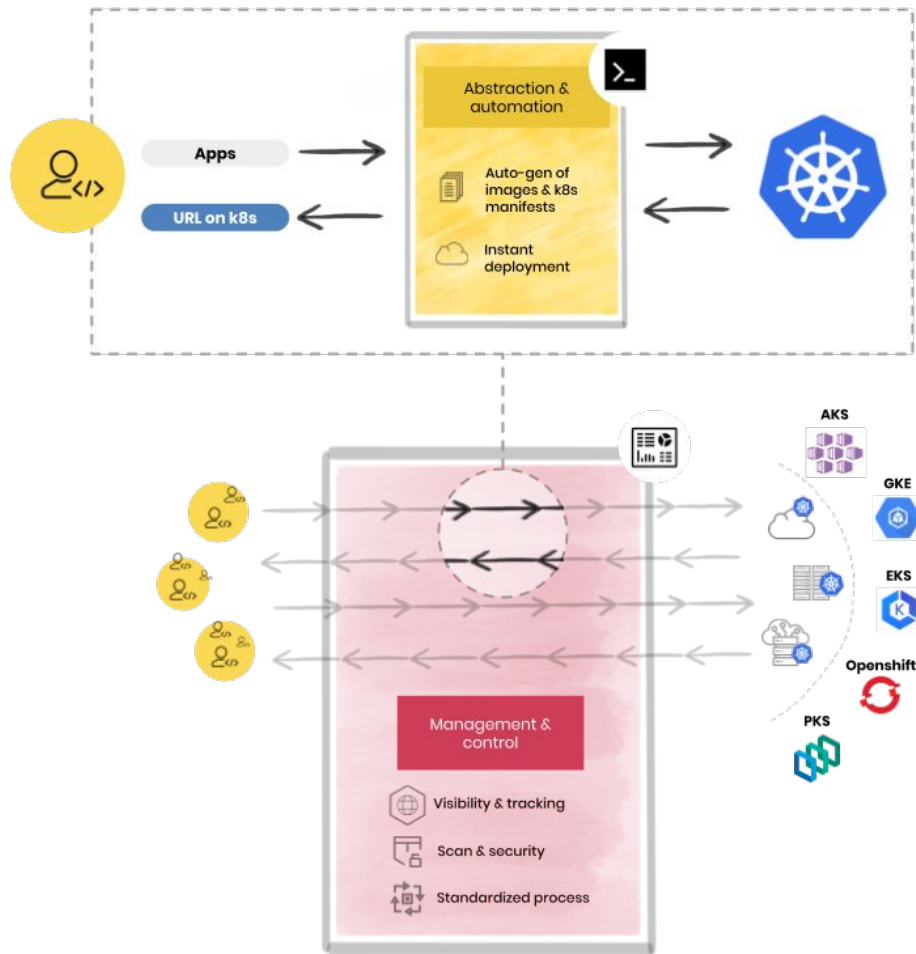 Abstraction &
automation
Apps
Auto-gen of
images & k8s
manifests
URL on k8s
Instant
deployment
AKS
GKE
EKS
K
Openshift
PKS
Management &
control
Visibility & tracking
Scan & security
Standardized process